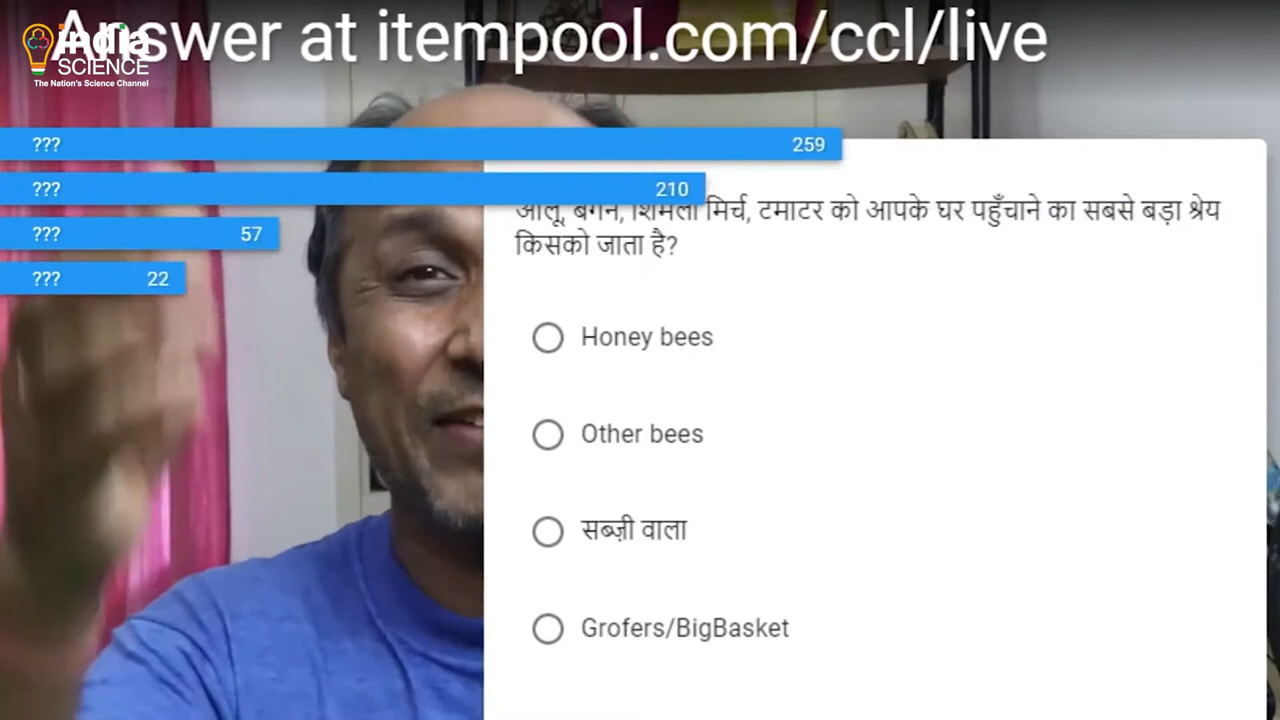 Answer at itempool.com/ccl/live
india
SCIENCE
The Nation's Science Channel
??? 259
??? 210
??? 57
??? 22
आलू, बैंगन, शिमला मिर्च, टमाटर को आपके घर पहुँचाने का सबसे बड़ा श्रेय
किसको जाता है?
Honey bees
Other bees
सब्ज़ी वाला
Grofers/BigBasket